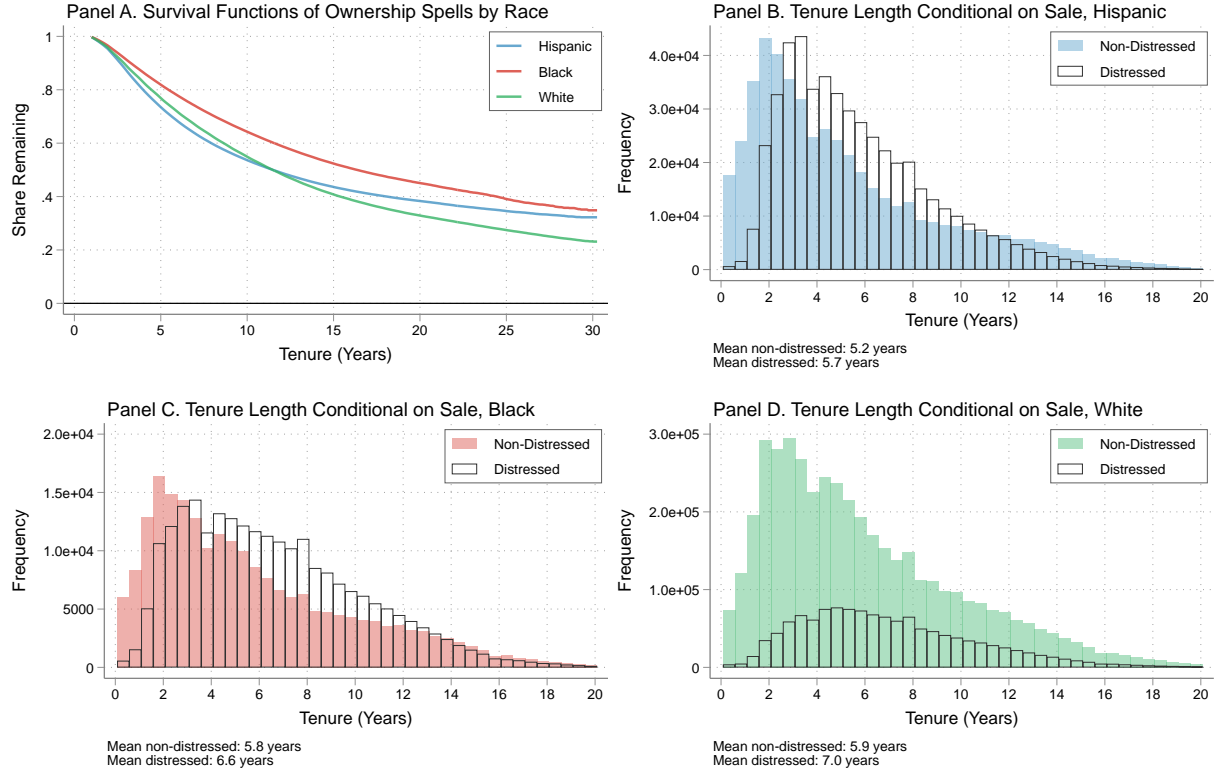 Panel A. Survival Functions of Ownership Spells by Race
Share Remaining
1
.8
.6
.4
.2
0
Hispanic
Black
White
0 5 10 15 20 25 30
Tenure (Years)
Panel B. Tenure Length Conditional on Sale, Hispanic
Frequency
4.0e+04
3.0e+04
2.0e+04
1.0e+04
0
Non-Distressed
Distressed
0 2 4 6 8 10 12 14 16 18 20
Tenure (Years)
Mean non-distressed: 5.2 years
Mean distressed: 5.7 years
Panel C. Tenure Length Conditional on Sale, Black
Frequency
2.0e+04
1.5e+04
1.0e+04
5000
0
Non-Distressed
Distressed
0 2 4 6 8 10 12 14 16 18 20
Tenure (Years)
Mean non-distressed: 5.8 years
Mean distressed: 6.6 years
Panel D. Tenure Length Conditional on Sale, White
Frequency
3.0e+05
2.0e+05
1.0e+05
0
Non-Distressed
Distressed
0 2 4 6 8 10 12 14 16 18 20
Tenure (Years)
Mean non-distressed: 5.9 years
Mean distressed: 7.0 years